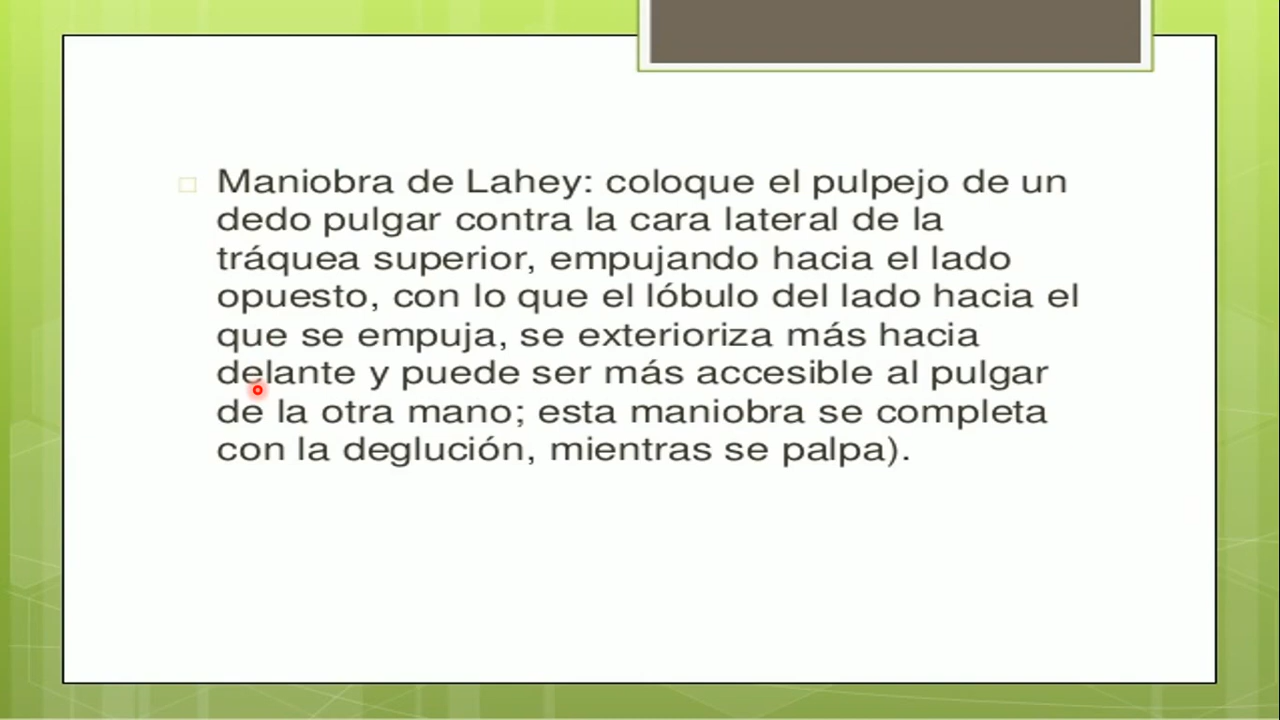 Maniobra de Lahey: coloque el pulpejo de un
dedo pulgar contra la cara lateral de la
tráquea superior, empujando hacia el lado
opuesto, con lo que el lóbulo del lado hacia el
que se empuja, se exterioriza más hacia
delante y puede ser más accesible al pulgar
de la otra mano; esta maniobra se completa
con la deglución, mientras se palpa).